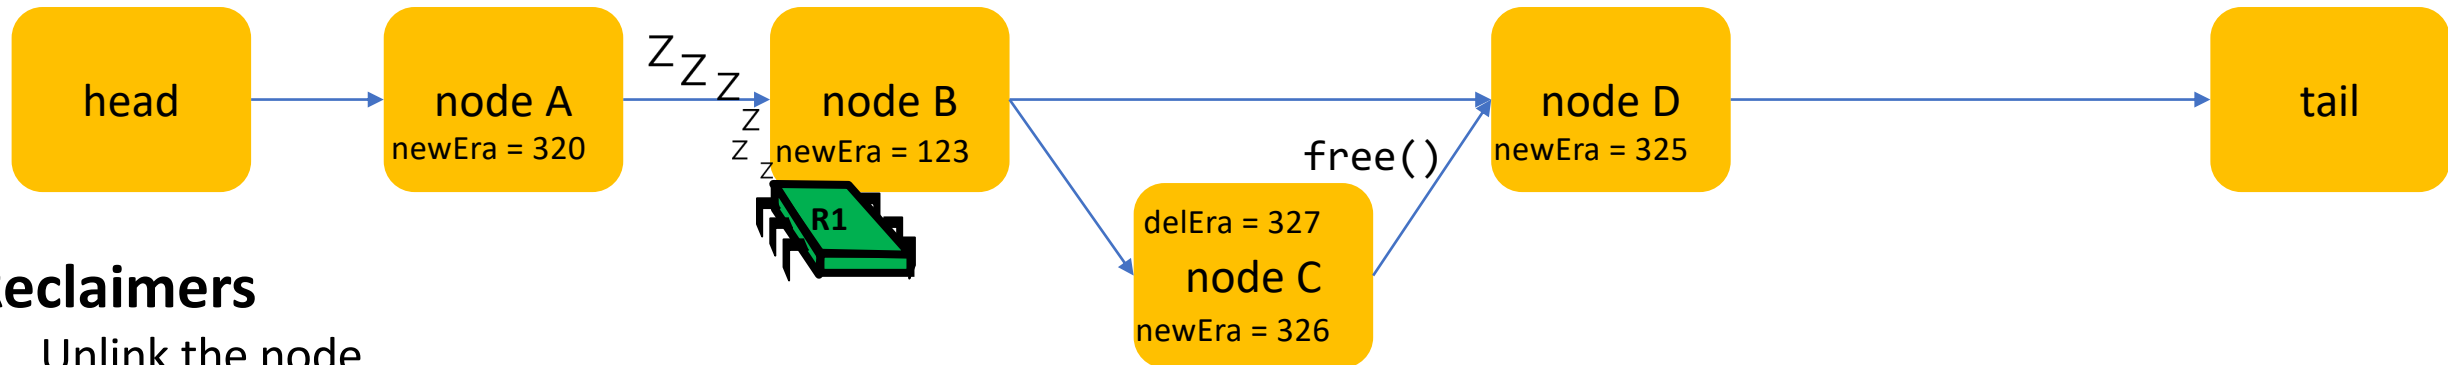 head
node A
newEra = 320
Z Z Z Z Z Z
node B
newEra = 123
R1
free()
node D
newEra = 325
tail
delEra = 327
node C
newEra = 326
Unlink the node